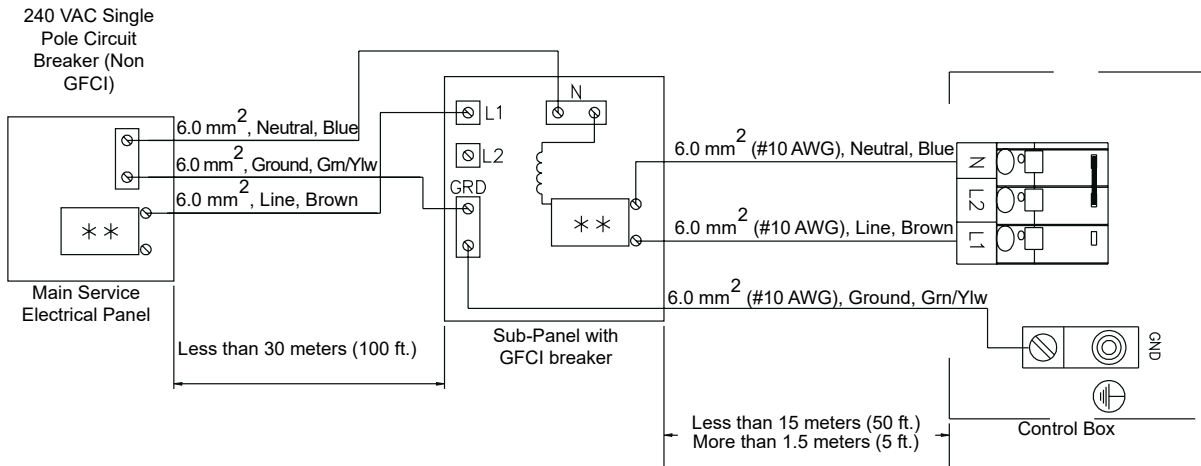 240 VAC Single
Pole Circuit
Breaker (Non
GFCI)
6.0 mm², Neutral, Blue
6.0 mm², Ground, Grn/Ylw
6.0 mm², Line, Brown
**
Main Service
Electrical Panel
Less than 30 meters (100 ft.)
N
L1
L2
GRD
**
Sub-Panel with
GFCI breaker
6.0 mm² (#10 AWG), Neutral, Blue
6.0 mm² (#10 AWG), Line, Brown
6.0 mm² (#10 AWG), Ground, Grn/Ylw
Less than 15 meters (50 ft.)
More than 1.5 meters (5 ft.)
N
L2
L1
GND
Control Box